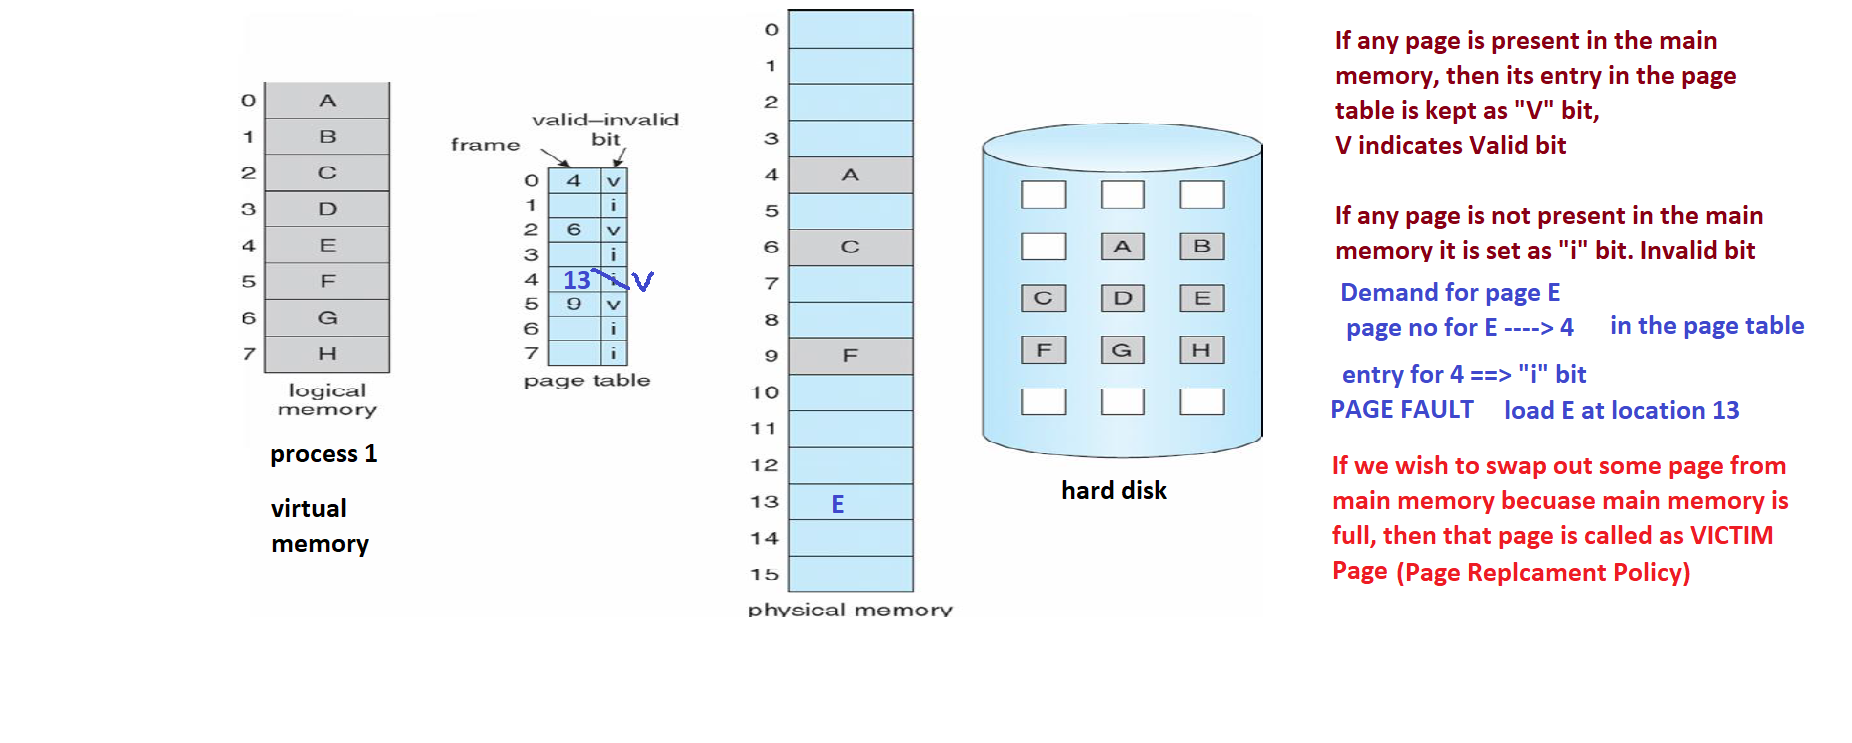 0 A
1 B
2 C
3 D
4 E
5 F
6 G
7 H
logical
memory
process 1
virtual
memory
valid–invalid
bit
frame
0 4 v
1 i
2 6 v
3 i
4 13 i V
5 9 v
6 i
7 i
page table
0
1
2
3
4 A
5
6 C
7
8
9 F
10
11
12
13 E
14
15
physical memory
A B
C D E
F G H
hard disk
If any page is present in the main
memory, then its entry in the page
table is kept as "V" bit,
V indicates Valid bit
If any page is not present in the main
memory it is set as "i" bit. Invalid bit
Demand for page E
page no for E ----> 4 in the page table
entry for 4 ==> "i" bit
PAGE FAULT load E at location 13
If we wish to swap out some page from
main memory becuase main memory is
full, then that page is called as VICTIM
Page (Page Replcament Policy)